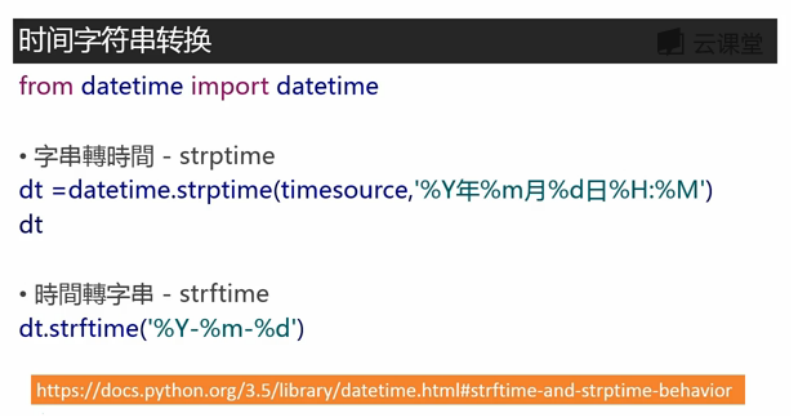 时间字符串转换
云课堂
from datetime import datetime
• 字串轉時間 - strptime
dt =datetime.strptime(timesource,'%Y年%m月%d日%H:%M')
dt
• 時間轉字串 - strftime
dt.strftime('%Y-%m-%d')
https://docs.python.org/3.5/library/datetime.html#strftime-and-strptime-behavior